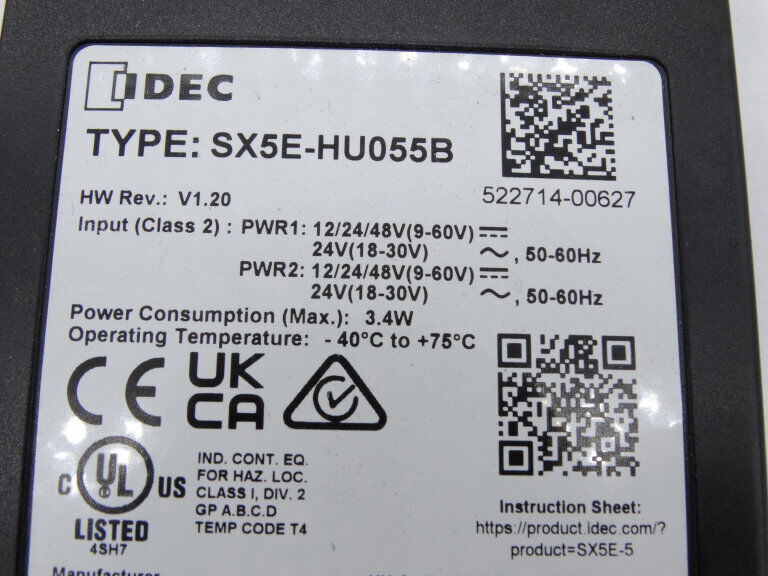 IDEC
TYPE: SX5E-HU055B
522714-00627
HW Rev.: V1.20
Input (Class 2) : PWR1: 12/24/48V(9-60V) ⎓
24V(18-30V) ～, 50-60Hz
PWR2: 12/24/48V(9-60V) ⎓
24V(18-30V) ～, 50-60Hz
Power Consumption (Max.): 3.4W
Operating Temperature: - 40°C to +75°C
CE
UK
CA
C UL US
LISTED
4SH7
IND. CONT. EQ.
FOR HAZ. LOC.
CLASS I, DIV. 2
GP A.B.C.D
TEMP CODE T4
Instruction Sheet:
https://product.idec.com/?
product=SX5E-5
Manufacturer